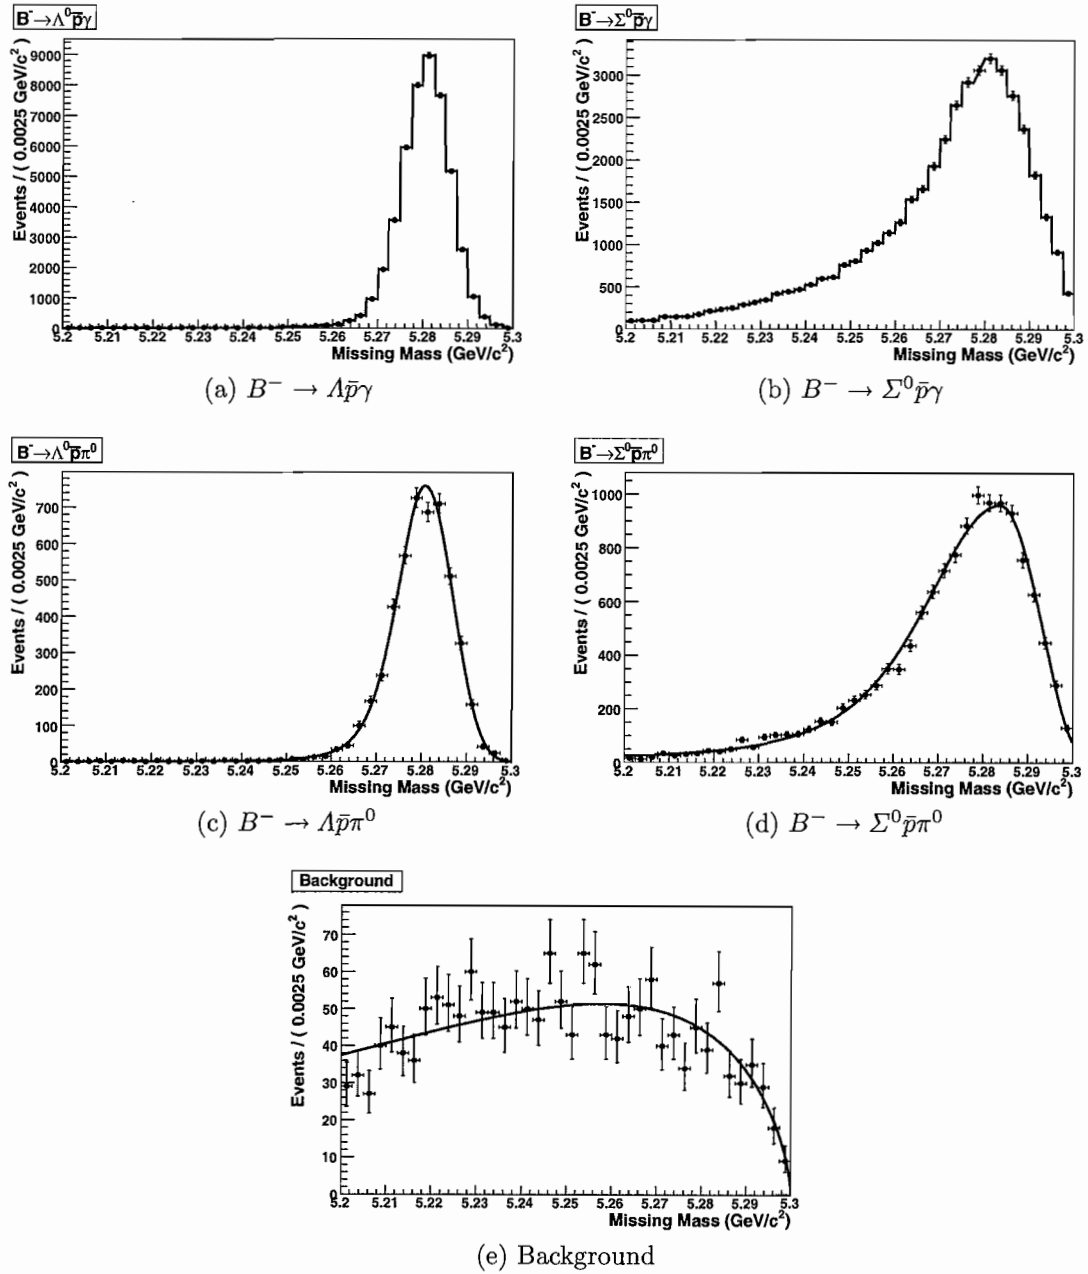 B⁻→Λ⁰p̄γ
Events / ( 0.0025 GeV/c² )
9000
8000
7000
6000
5000
4000
3000
2000
1000
0
5.2 5.21 5.22 5.23 5.24 5.25 5.26 5.27 5.28 5.29 5.3
Missing Mass (GeV/c²)
(a) B⁻ → Λp̄γ
B⁻→Σ⁰p̄γ
Events / ( 0.0025 GeV/c² )
3000
2500
2000
1500
1000
500
0
5.2 5.21 5.22 5.23 5.24 5.25 5.26 5.27 5.28 5.29 5.3
Missing Mass (GeV/c²)
(b) B⁻ → Σ⁰p̄γ
B⁻→Λ⁰p̄π⁰
Events / ( 0.0025 GeV/c² )
700
600
500
400
300
200
100
0
5.2 5.21 5.22 5.23 5.24 5.25 5.26 5.27 5.28 5.29 5.3
Missing Mass (GeV/c²)
(c) B⁻ → Λp̄π⁰
B⁻→Σ⁰p̄π⁰
Events / ( 0.0025 GeV/c² )
1000
800
600
400
200
0
5.2 5.21 5.22 5.23 5.24 5.25 5.26 5.27 5.28 5.29 5.3
Missing Mass (GeV/c²)
(d) B⁻ → Σ⁰p̄π⁰
Background
Events / ( 0.0025 GeV/c² )
70
60
50
40
30
20
10
0
5.2 5.21 5.22 5.23 5.24 5.25 5.26 5.27 5.28 5.29 5.3
Missing Mass (GeV/c²)
(e) Background